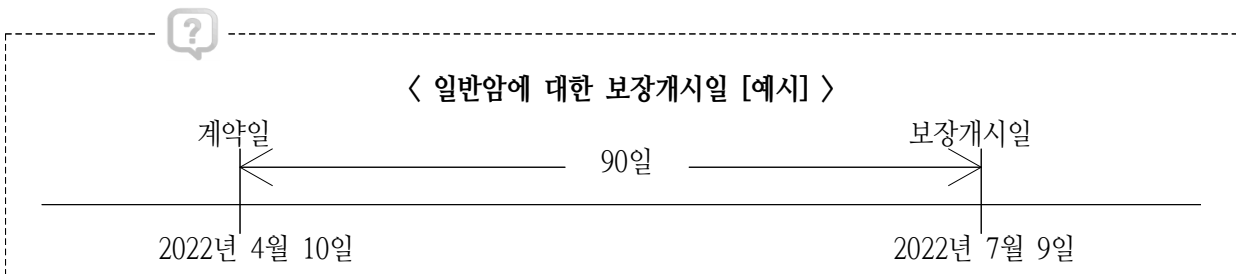 ?
〈 일반암에 대한 보장개시일 [예시] 〉
계약일 보장개시일
90일
2022년 4월 10일 2022년 7월 9일